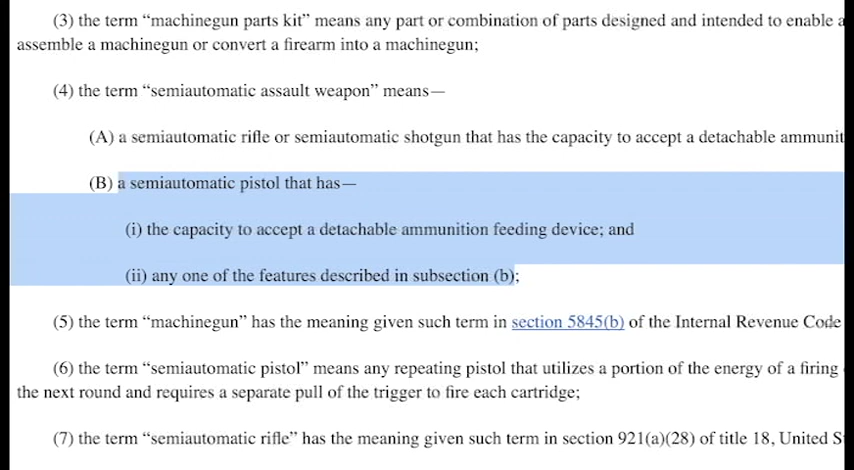 (3) the term “machinegun parts kit” means any part or combination of parts designed and intended to enable a
assemble a machinegun or convert a firearm into a machinegun;
(4) the term “semiautomatic assault weapon” means—
(A) a semiautomatic rifle or semiautomatic shotgun that has the capacity to accept a detachable ammunit
(B) a semiautomatic pistol that has—
(i) the capacity to accept a detachable ammunition feeding device; and
(ii) any one of the features described in subsection (b);
(5) the term “machinegun” has the meaning given such term in section 5845(b) of the Internal Revenue Code
(6) the term “semiautomatic pistol” means any repeating pistol that utilizes a portion of the energy of a firing
the next round and requires a separate pull of the trigger to fire each cartridge;
(7) the term “semiautomatic rifle” has the meaning given such term in section 921(a)(28) of title 18, United S